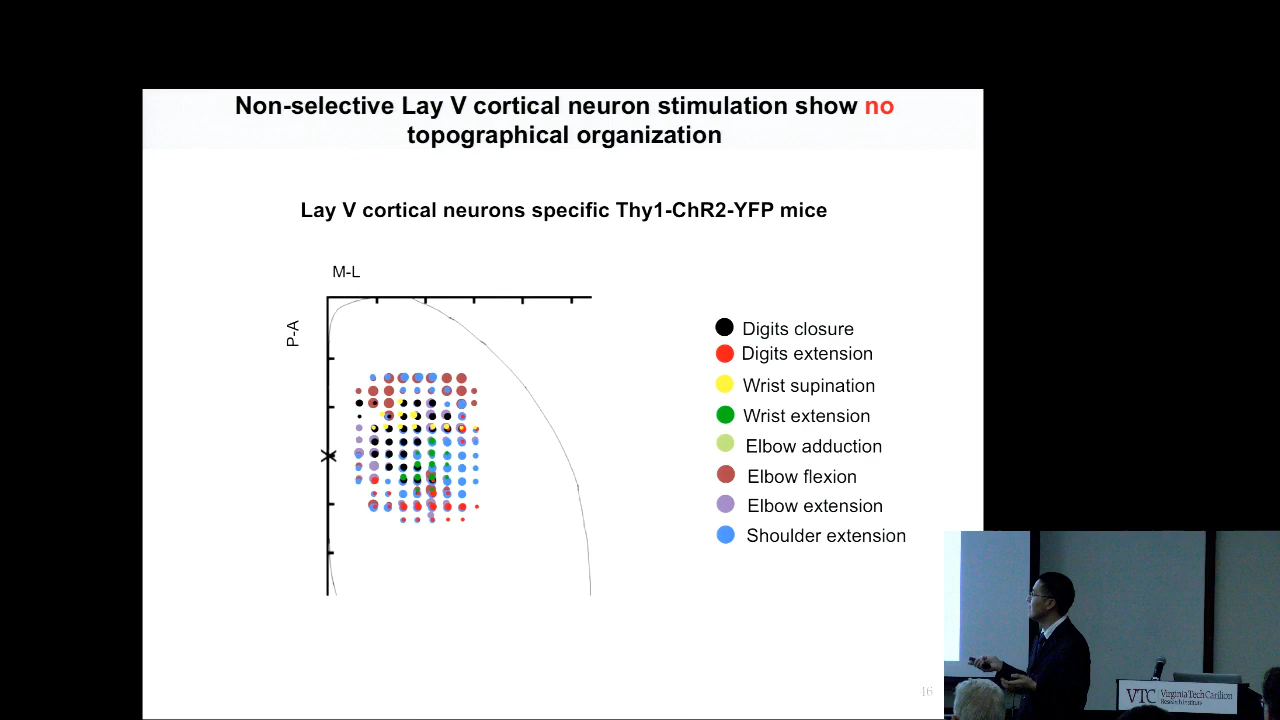 Non-selective Lay V cortical neuron stimulation show no
topographical organization
Lay V cortical neurons specific Thy1-ChR2-YFP mice
M-L
P-A
Digits closure
Digits extension
Wrist supination
Wrist extension
Elbow adduction
Elbow flexion
Elbow extension
Shoulder extension
16
VTC Virginia Tech Carilion
Research Institute